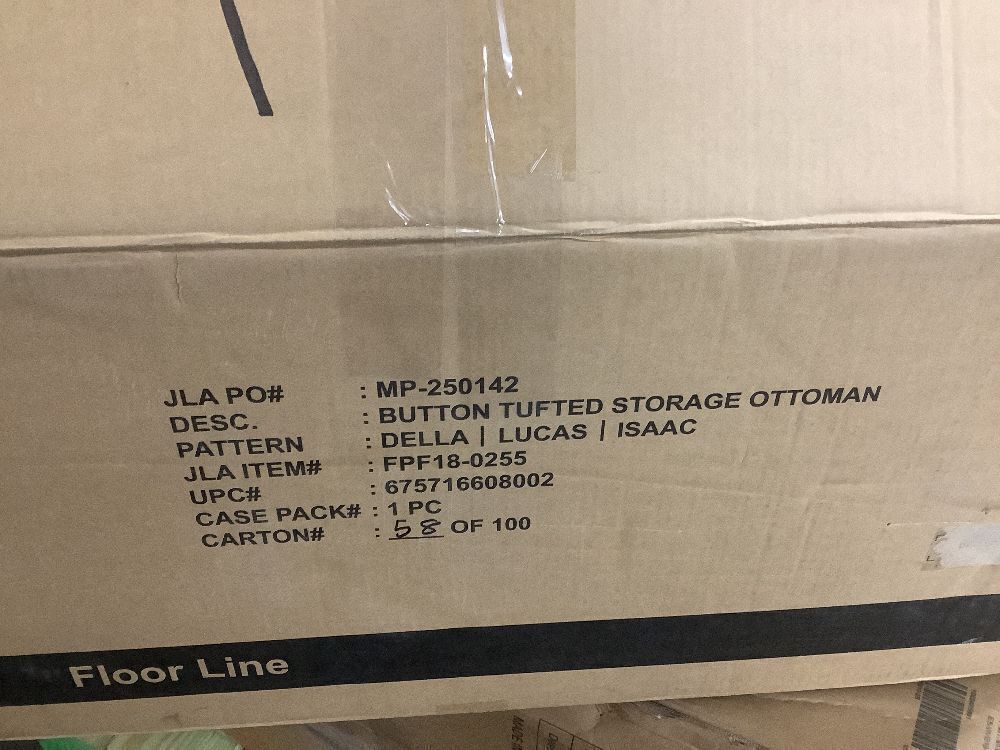 JLA PO# : MP-250142
DESC. : BUTTON TUFTED STORAGE OTTOMAN
PATTERN : DELLA | LUCAS | ISAAC
JLA ITEM# : FPF18-0255
UPC# : 675716608002
CASE PACK# : 1 PC
CARTON# : 58 OF 100
Floor Line
MADE